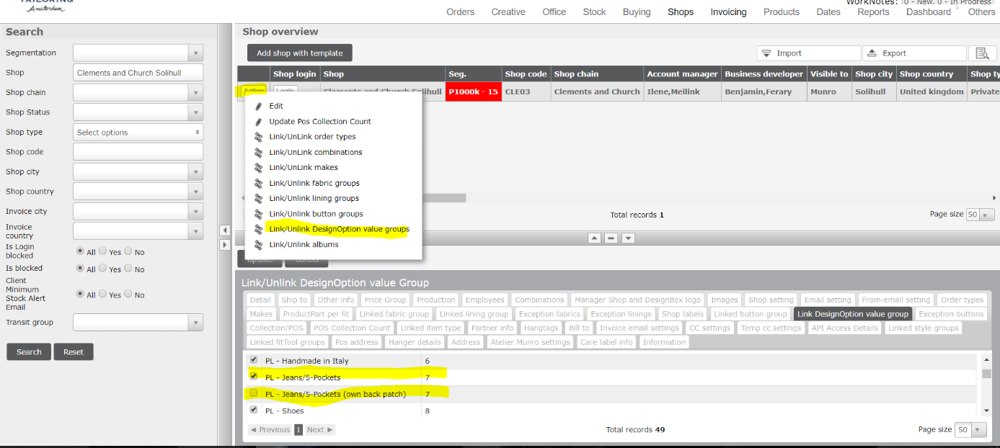 TAILORING
Amsterdam
WorkNotes: 0 - New, 0 - In Progress
Orders Creative Office Stock Buying Shops Invoicing Products Dates Reports Dashboard Others
Search
Segmentation
Shop Clements and Church Solihull
Shop chain
Shop Status
Shop type Select options
Shop code
Shop city
Shop country
Invoice city
Invoice
country
Is Login
blocked All Yes No
Is blocked All Yes No
Client
Minimum
Stock Alert
Email All Yes No
Transit group
Search Reset
Shop overview
Add shop with template Import Export
Shop login Shop Seg. Shop code Shop chain Account manager Business developer Visible to Shop city Shop country Shop ty
Action Login Clements and Church Solihull P1000k - 15 CLE03 Clements and Church Ilene,Meilink Benjamin,Ferary Munro Solihull United kingdom Private
Edit
Update Pos Collection Count
Link/UnLink order types
Link/UnLink combinations
Link/UnLink makes
Link/Unlink fabric groups
Link/Unlink lining groups
Link/Unlink button groups
Link/Unlink DesignOption value groups
Link/Unlink albums
Total records 1 Page size 50
Update Cancel
Link/Unlink DesignOption value Group
Detail Ship to Other info Price Group Production Employees Combinations Manager Shop and DesignBox logo Images Shop setting Email setting From-email setting Order types
Makes ProductPart per fit Linked fabric group Linked lining group Exception fabrics Exception linings Shop labels Linked button group Link DesignOption value group Exception buttons
Collection/POS POS Collection Count Linked item type Partner info Hangtags Bill to Invoice email settings CC settings Temp cc settings API Access Details Linked style groups
Linked fitTool groups Pos address Hanger details Address Atelier Munro settings Care label info Information
PL - Handmade in Italy 6
PL - Jeans/5-Pockets 7
PL - Jeans/5-Pockets (own back patch) 7
PL - Shoes 8
Previous 1 Next Total records 49 Page size 50